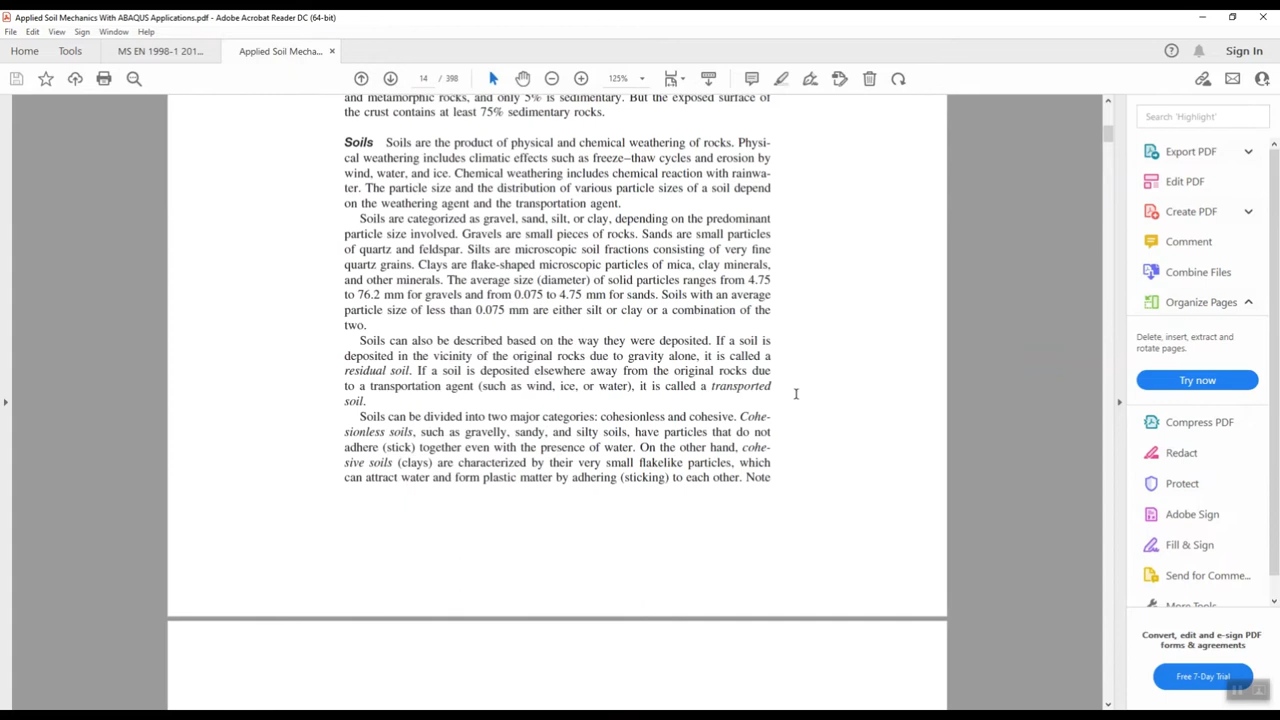 Applied Soil Mechanics With ABAQUS Applications.pdf - Adobe Acrobat Reader DC (64-bit)
File Edit View Sign Window Help
Home Tools MS EN 1998-1 201... Applied Soil Mecha... ×
Sign In
14 / 398
125%
and metamorphic rocks, and only 5% is sedimentary. But the exposed surface of
the crust contains at least 75% sedimentary rocks.
Soils Soils are the product of physical and chemical weathering of rocks. Physi-
cal weathering includes climatic effects such as freeze–thaw cycles and erosion by
wind, water, and ice. Chemical weathering includes chemical reaction with rainwa-
ter. The particle size and the distribution of various particle sizes of a soil depend
on the weathering agent and the transportation agent.
Soils are categorized as gravel, sand, silt, or clay, depending on the predominant
particle size involved. Gravels are small pieces of rocks. Sands are small particles
of quartz and feldspar. Silts are microscopic soil fractions consisting of very fine
quartz grains. Clays are flake-shaped microscopic particles of mica, clay minerals,
and other minerals. The average size (diameter) of solid particles ranges from 4.75
to 76.2 mm for gravels and from 0.075 to 4.75 mm for sands. Soils with an average
particle size of less than 0.075 mm are either silt or clay or a combination of the
two.
Soils can also be described based on the way they were deposited. If a soil is
deposited in the vicinity of the original rocks due to gravity alone, it is called a
residual soil. If a soil is deposited elsewhere away from the original rocks due
to a transportation agent (such as wind, ice, or water), it is called a transported
soil.
Soils can be divided into two major categories: cohesionless and cohesive. Cohe-
sionless soils, such as gravelly, sandy, and silty soils, have particles that do not
adhere (stick) together even with the presence of water. On the other hand, cohe-
sive soils (clays) are characterized by their very small flakelike particles, which
can attract water and form plastic matter by adhering (sticking) to each other. Note
Search 'Highlight'
Export PDF
Edit PDF
Create PDF
Comment
Combine Files
Organize Pages
Delete, insert, extract and
rotate pages.
Try now
Compress PDF
Redact
Protect
Adobe Sign
Fill & Sign
Send for Comme...
More Tools
Convert, edit and e-sign PDF
forms & agreements
Free 7-Day Trial